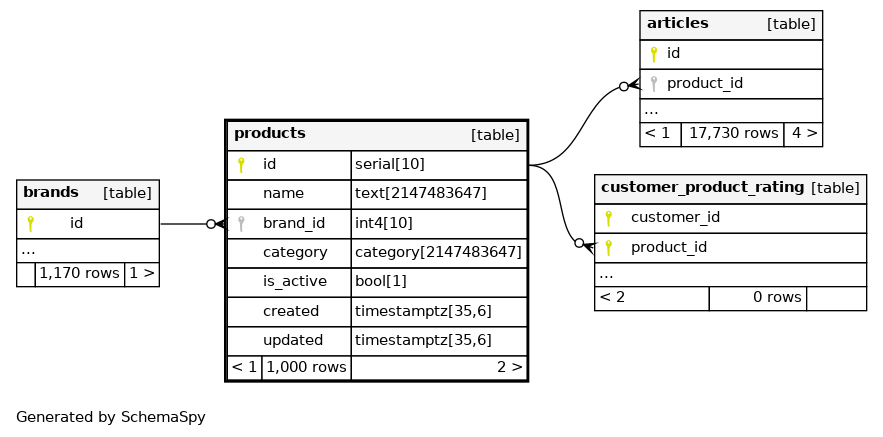 articles [table]
id
product_id
...
< 1 17,730 rows 4 >
products [table]
id serial[10]
name text[2147483647]
brand_id int4[10]
category category[2147483647]
is_active bool[1]
created timestamptz[35,6]
updated timestamptz[35,6]
< 1 1,000 rows 2 >
brands [table]
id
...
1,170 rows 1 >
customer_product_rating [table]
customer_id
product_id
...
< 2 0 rows
Generated by SchemaSpy